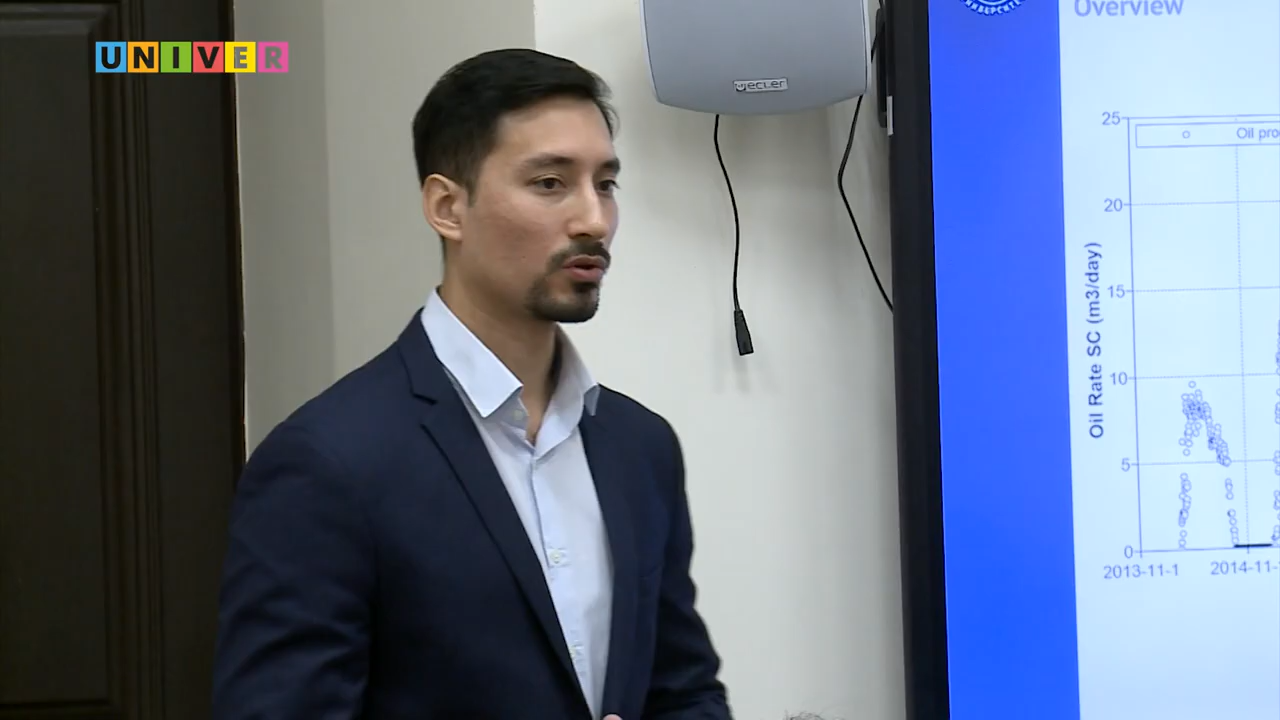 UNIVER
ecler
Overview
Oil pro
25
20
15
10
5
0
Oil Rate SC (m3/day)
2013-11-1
2014-11-